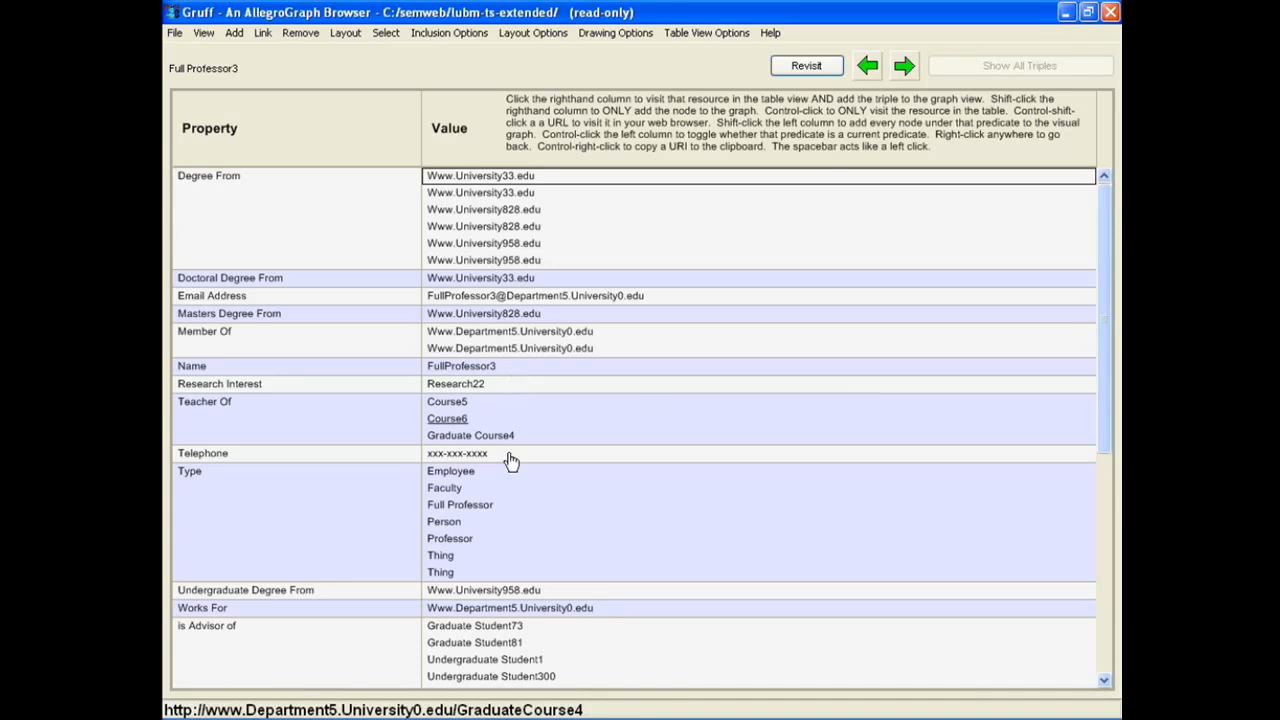 Gruff - An AllegroGraph Browser - C:/semweb/lubm-ts-extended/ (read-only)
File View Add Link Remove Layout Select Inclusion Options Layout Options Drawing Options Table View Options Help
Full Professor3 Revisit Show All Triples
Property
Value
Click the righthand column to visit that resource in the table view AND add the triple to the graph view. Shift-click the
righthand column to ONLY add the node to the graph. Control-click to ONLY visit the resource in the table. Control-shift-
click a a URL to visit it in your web browser. Shift-click the left column to add every node under that predicate to the visual
graph. Control-click the left column to toggle whether that predicate is a current predicate. Right-click anywhere to go
back. Control-right-click to copy a URI to the clipboard. The spacebar acts like a left click.
Degree From Www.University33.edu
Www.University33.edu
Www.University828.edu
Www.University828.edu
Www.University958.edu
Www.University958.edu
Doctoral Degree From Www.University33.edu
Email Address FullProfessor3@Department5.University0.edu
Masters Degree From Www.University828.edu
Member Of Www.Department5.University0.edu
Www.Department5.University0.edu
Name FullProfessor3
Research Interest Research22
Teacher Of Course5
Course6
Graduate Course4
Telephone xxx-xxx-xxxx
Type Employee
Faculty
Full Professor
Person
Professor
Thing
Thing
Undergraduate Degree From Www.University958.edu
Works For Www.Department5.University0.edu
is Advisor of Graduate Student73
Graduate Student81
Undergraduate Student1
Undergraduate Student300
http://www.Department5.University0.edu/GraduateCourse4